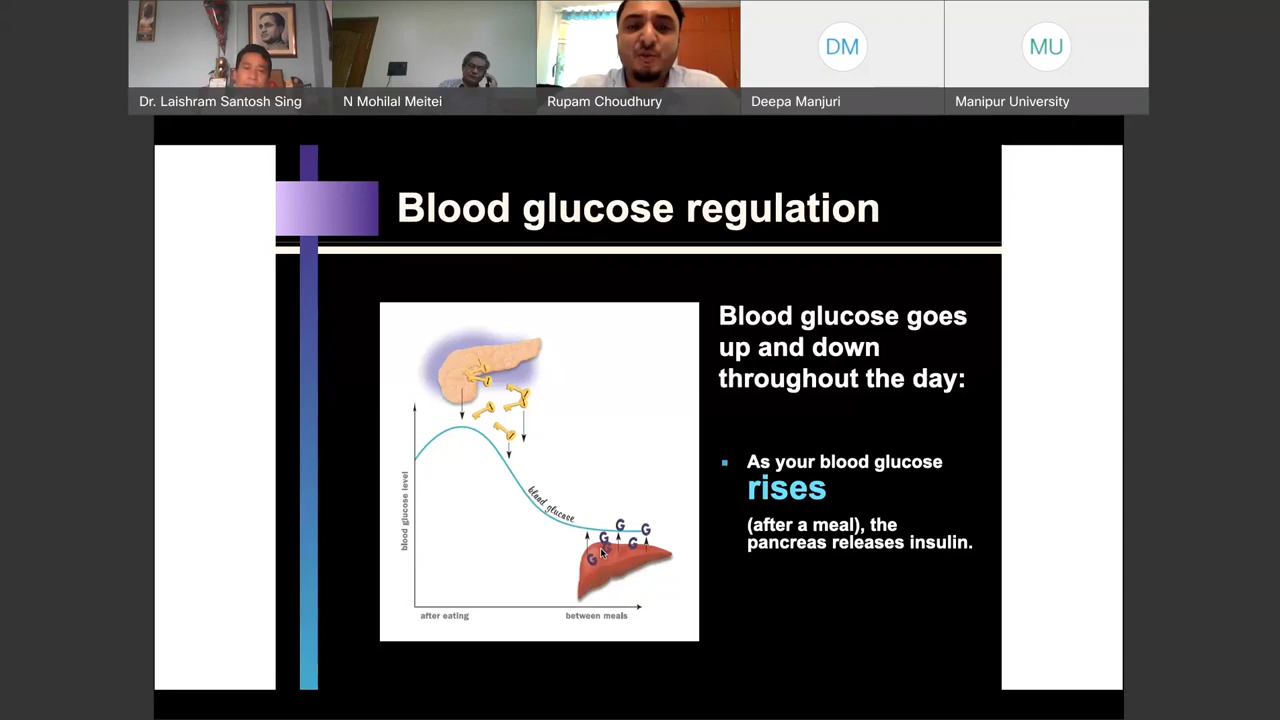 DM
MU
Dr. Laishram Santosh Sing
N Mohilal Meitei
Rupam Choudhury
Deepa Manjuri
Manipur University
Blood glucose regulation
Blood glucose goes
up and down
throughout the day:
As your blood glucose
rises
(after a meal), the
pancreas releases insulin.
blood glucose level
blood glucose
G
G
G
G
G
after eating
between meals